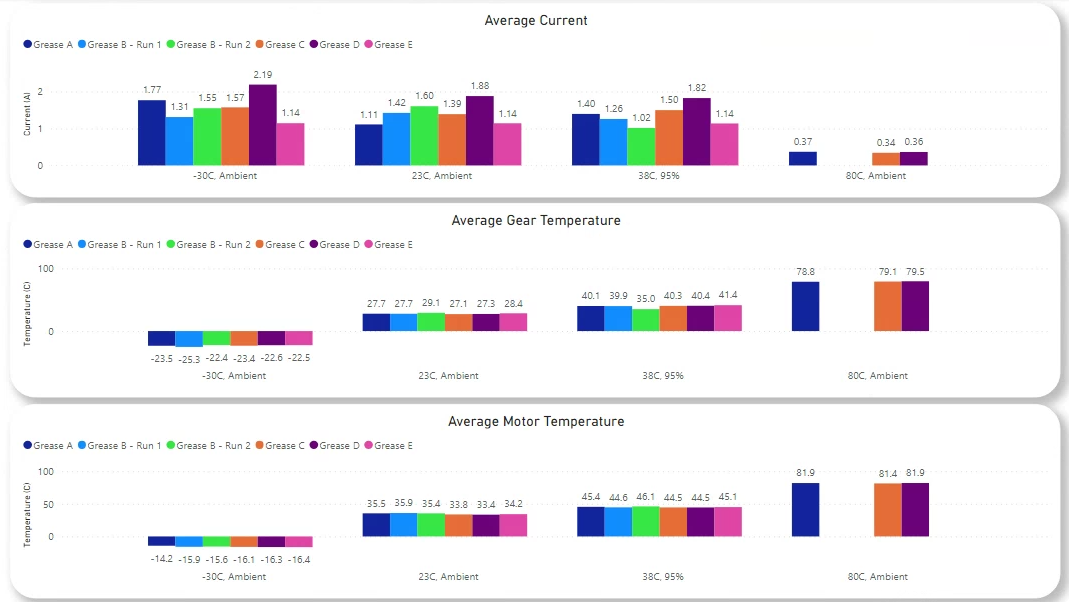 Average Current
Grease A Grease B - Run 1 Grease B - Run 2 Grease C Grease D Grease E
Current (A)
2
1
0
1.77 1.31 1.55 1.57 2.19 1.14
1.11 1.42 1.60 1.39 1.88 1.14
1.40 1.26 1.02 1.50 1.82 1.14
0.37 0.34 0.36
-30C, Ambient 23C, Ambient 38C, 95% 80C, Ambient
Average Gear Temperature
Grease A Grease B - Run 1 Grease B - Run 2 Grease C Grease D Grease E
Temperature (C)
100
0
-23.5 -25.3 -22.4 -23.4 -22.6 -22.5
27.7 27.7 29.1 27.1 27.3 28.4
40.1 39.9 35.0 40.3 40.4 41.4
78.8 79.1 79.5
-30C, Ambient 23C, Ambient 38C, 95% 80C, Ambient
Average Motor Temperature
Grease A Grease B - Run 1 Grease B - Run 2 Grease C Grease D Grease E
Temperature (C)
100
50
0
-14.2 -15.9 -15.6 -16.1 -16.3 -16.4
35.5 35.9 35.4 33.8 33.4 34.2
45.4 44.6 46.1 44.5 44.5 45.1
81.9 81.4 81.9
-30C, Ambient 23C, Ambient 38C, 95% 80C, Ambient